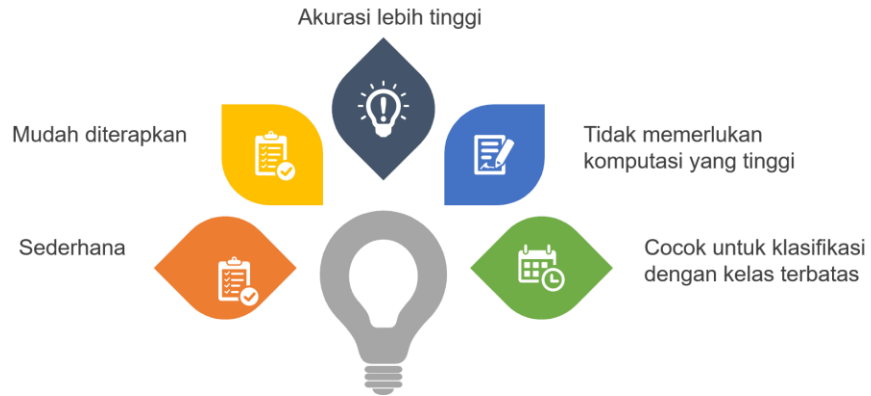 Akurasi lebih tinggi
Mudah diterapkan
Tidak memerlukan
komputasi yang tinggi
Sederhana
Cocok untuk klasifikasi
dengan kelas terbatas